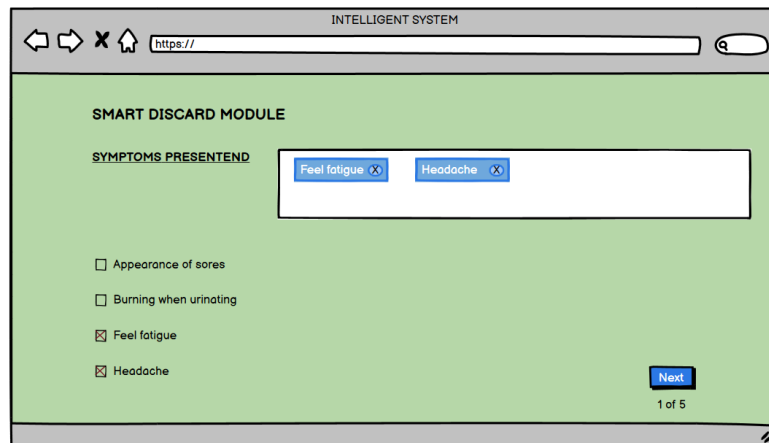 INTELLIGENT SYSTEM
https://
SMART DISCARD MODULE
SYMPTOMS PRESENTEND
Feel fatigue X Headache X
Appearance of sores
Burning when urinating
Feel fatigue
Headache
Next
1 of 5